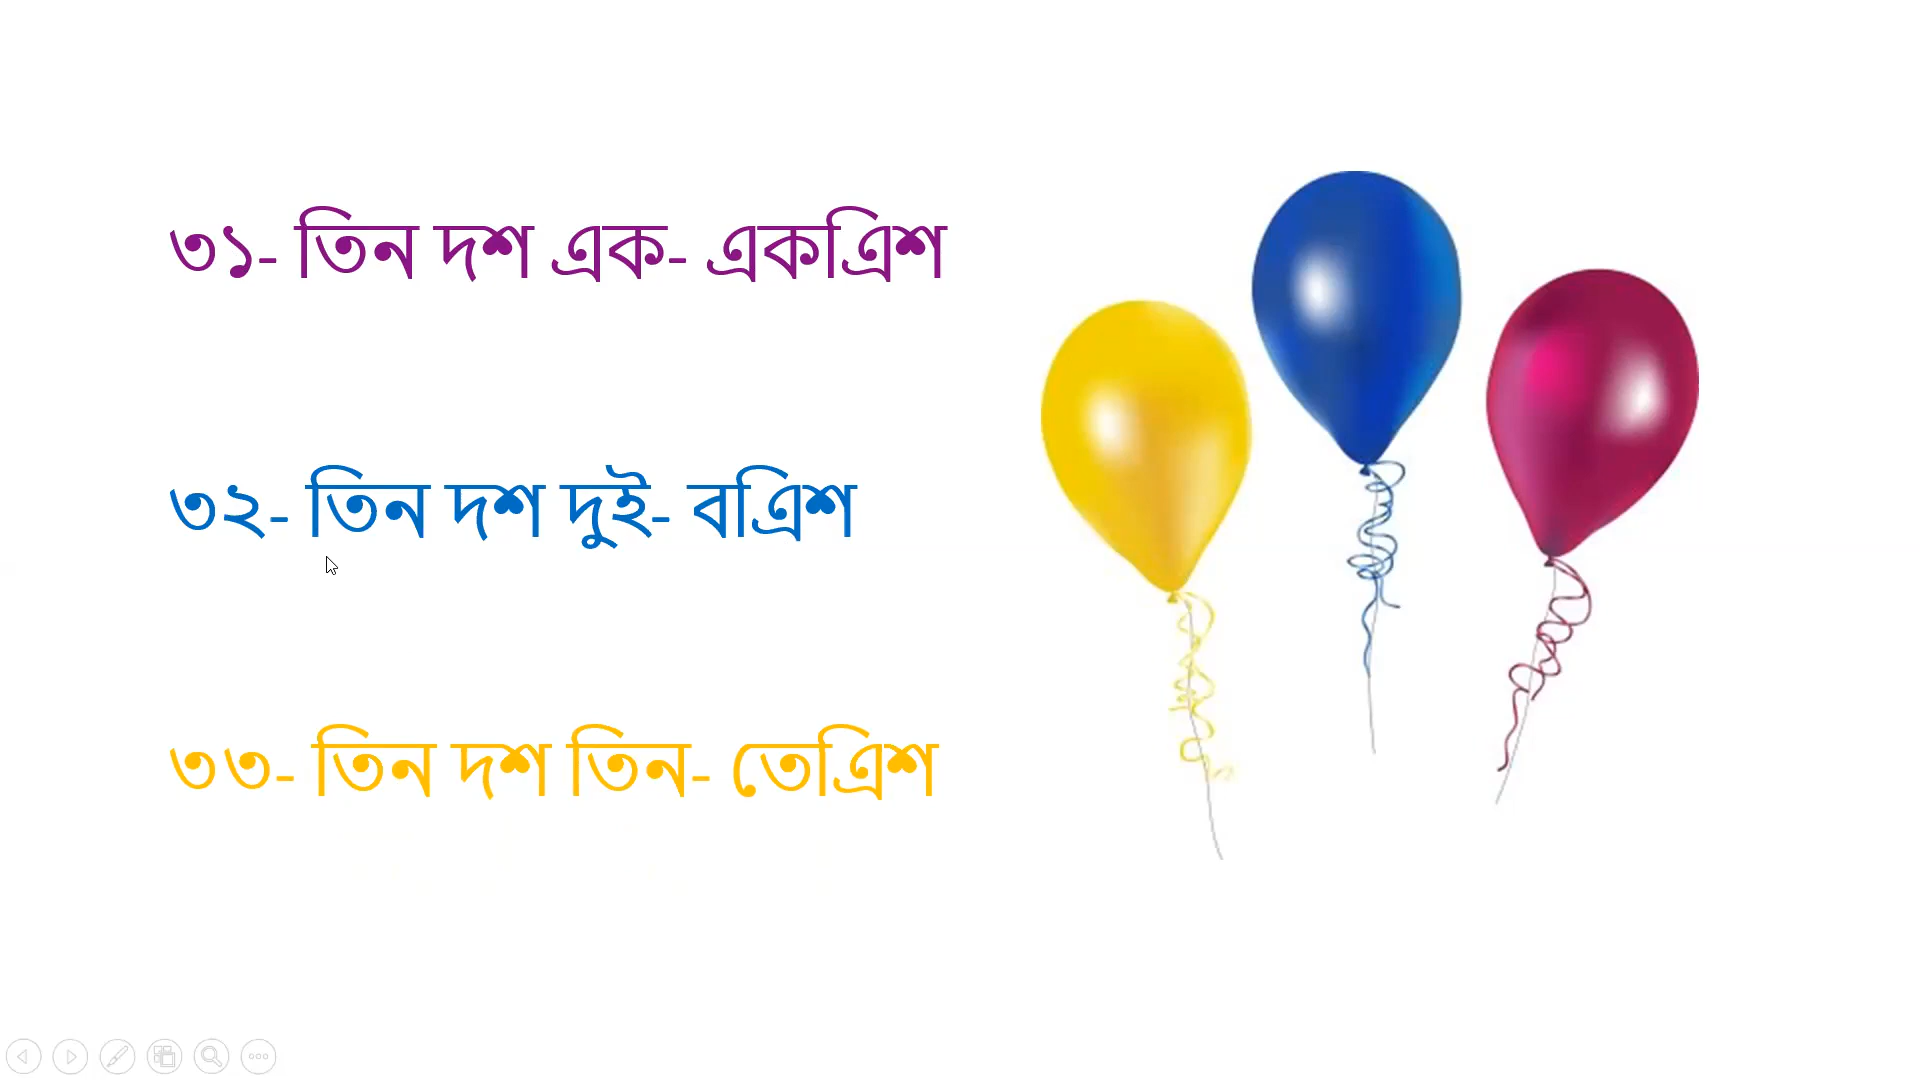 ৩১- তিন দশ এক- একত্রিশ
৩২- তিন দশ দুই- বত্রিশ
৩৩- তিন দশ তিন- তেত্রিশ